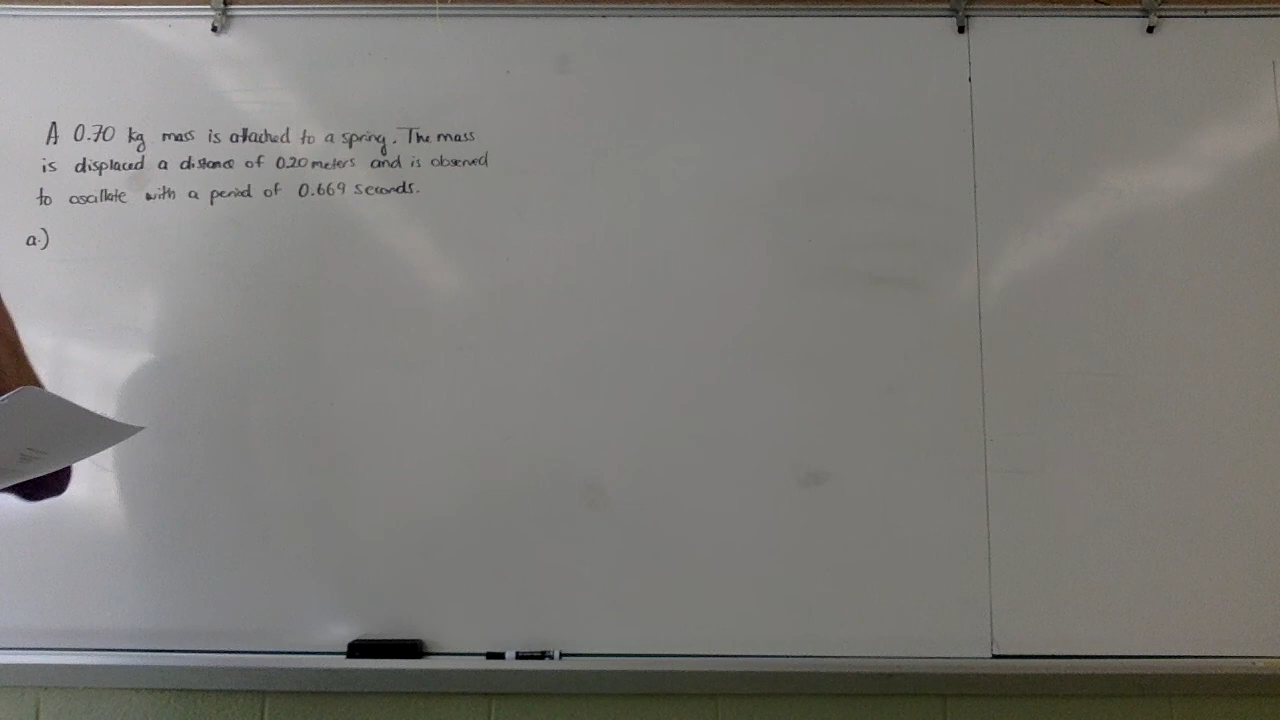 A 0.70 kg mass is attached to a spring. The mass
is displaced a distance of 0.20 meters and is observed
to oscillate with a period of 0.669 seconds.
a.)